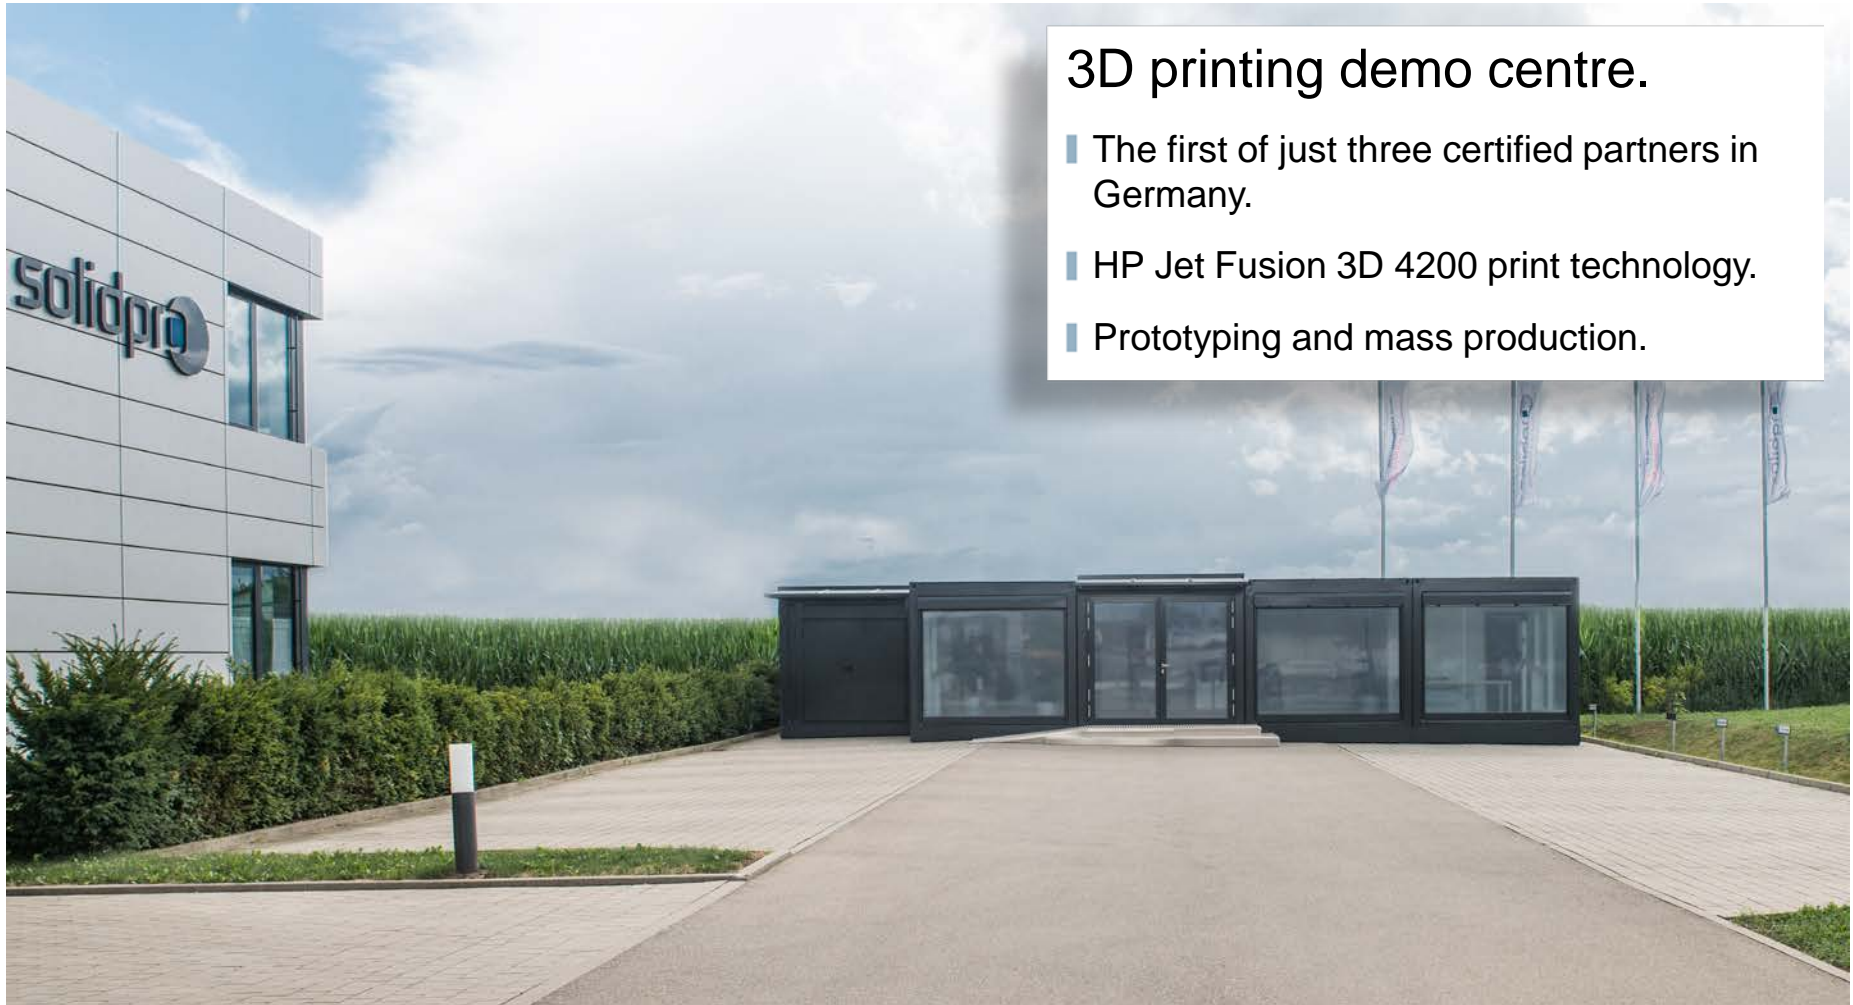 solidpro
3D printing demo centre.
The first of just three certified partners in
Germany.
HP Jet Fusion 3D 4200 print technology.
Prototyping and mass production.
solidpro